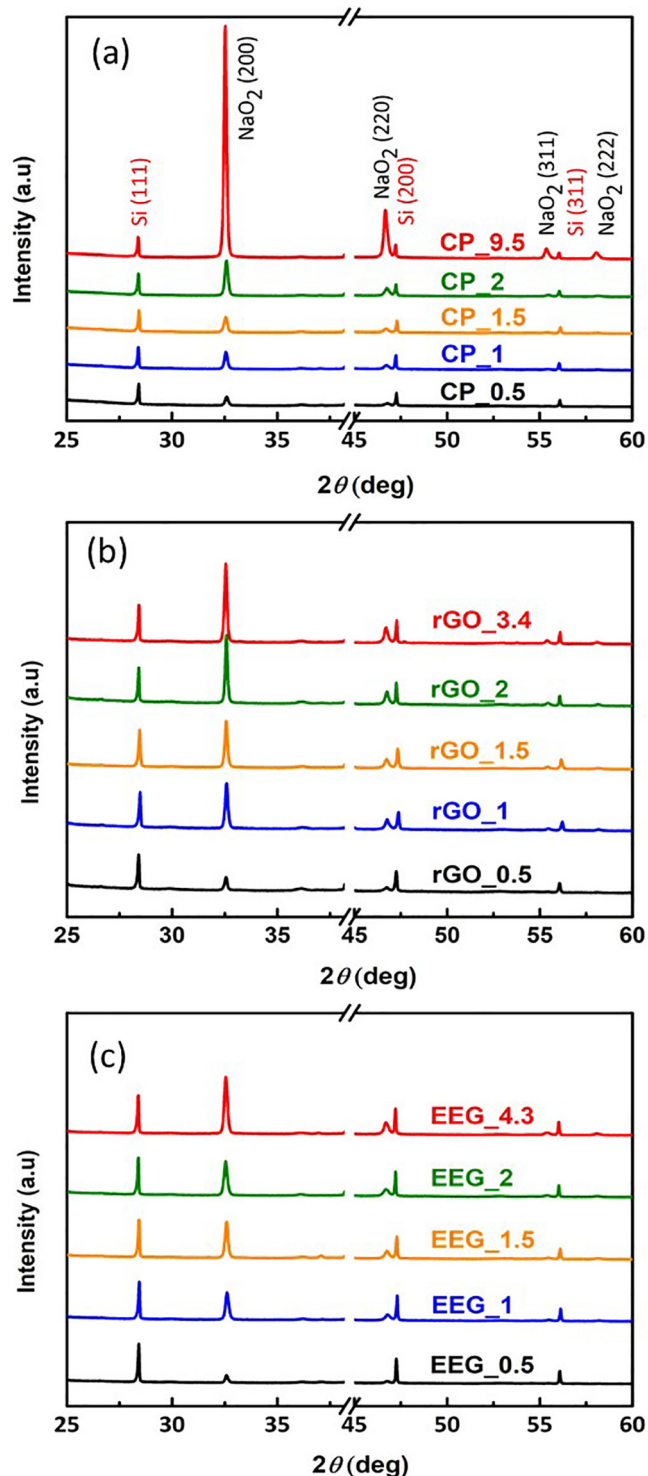 (a)
Si (111)
NaO2 (200)
NaO2 (220)
Si (200)
NaO2 (311)
Si (311)
NaO2 (222)
CP_9.5
CP_2
CP_1.5
CP_1
CP_0.5
Intensity (a.u)
25 30 35 45 50 55 60
2θ (deg)
(b)
rGO_3.4
rGO_2
rGO_1.5
rGO_1
rGO_0.5
Intensity (a.u)
25 30 35 45 50 55 60
2θ (deg)
(c)
EEG_4.3
EEG_2
EEG_1.5
EEG_1
EEG_0.5
Intensity (a.u)
25 30 35 45 50 55 60
2θ (deg)